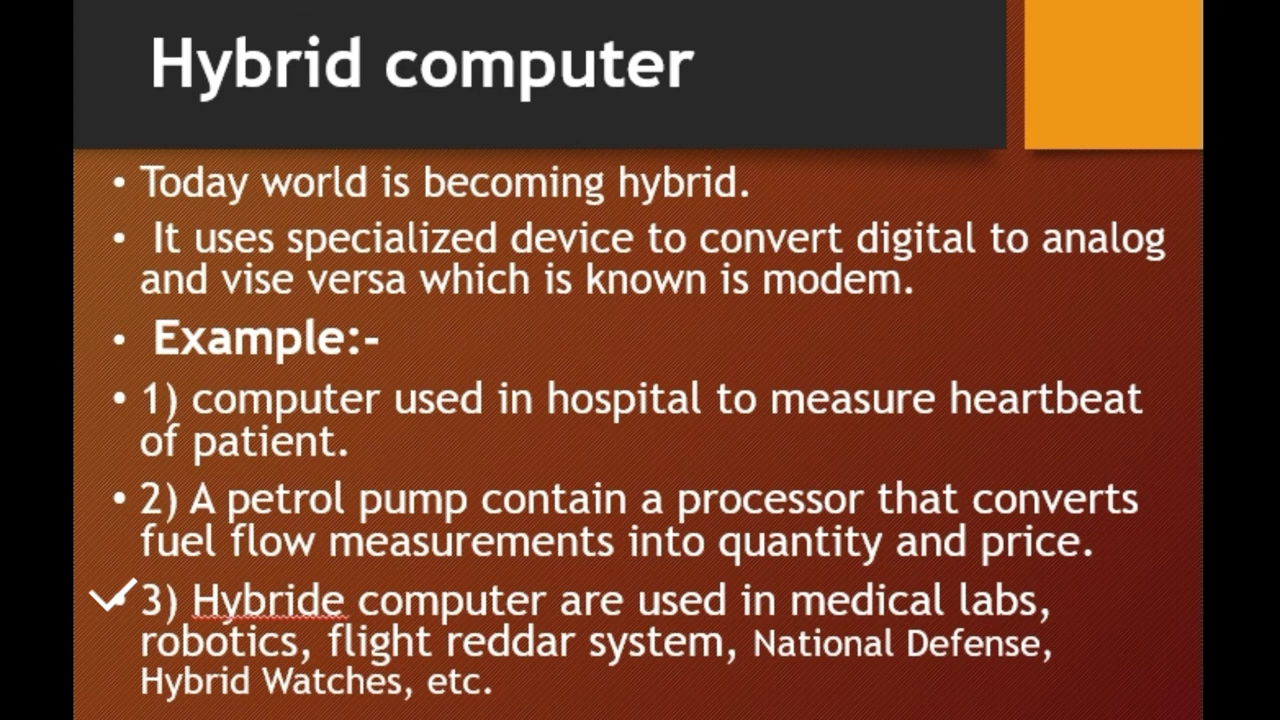 Hybrid computer
• Today world is becoming hybrid.
• It uses specialized device to convert digital to analog
and vise versa which is known is modem.
• Example:-
• 1) computer used in hospital to measure heartbeat
of patient.
• 2) A petrol pump contain a processor that converts
fuel flow measurements into quantity and price.
• 3) Hybride computer are used in medical labs,
robotics, flight reddar system, National Defense,
Hybrid Watches, etc.